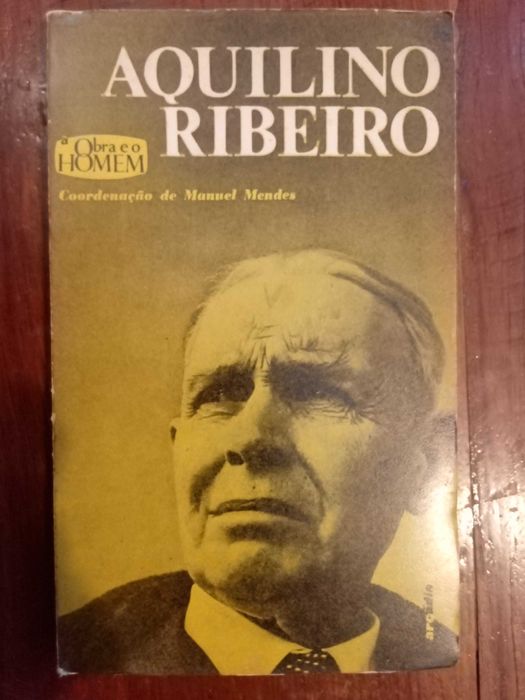 AQUILINO
RIBEIRO
a Obra e o
HOMEM
Coordenação de Manuel Mendes
arcádia